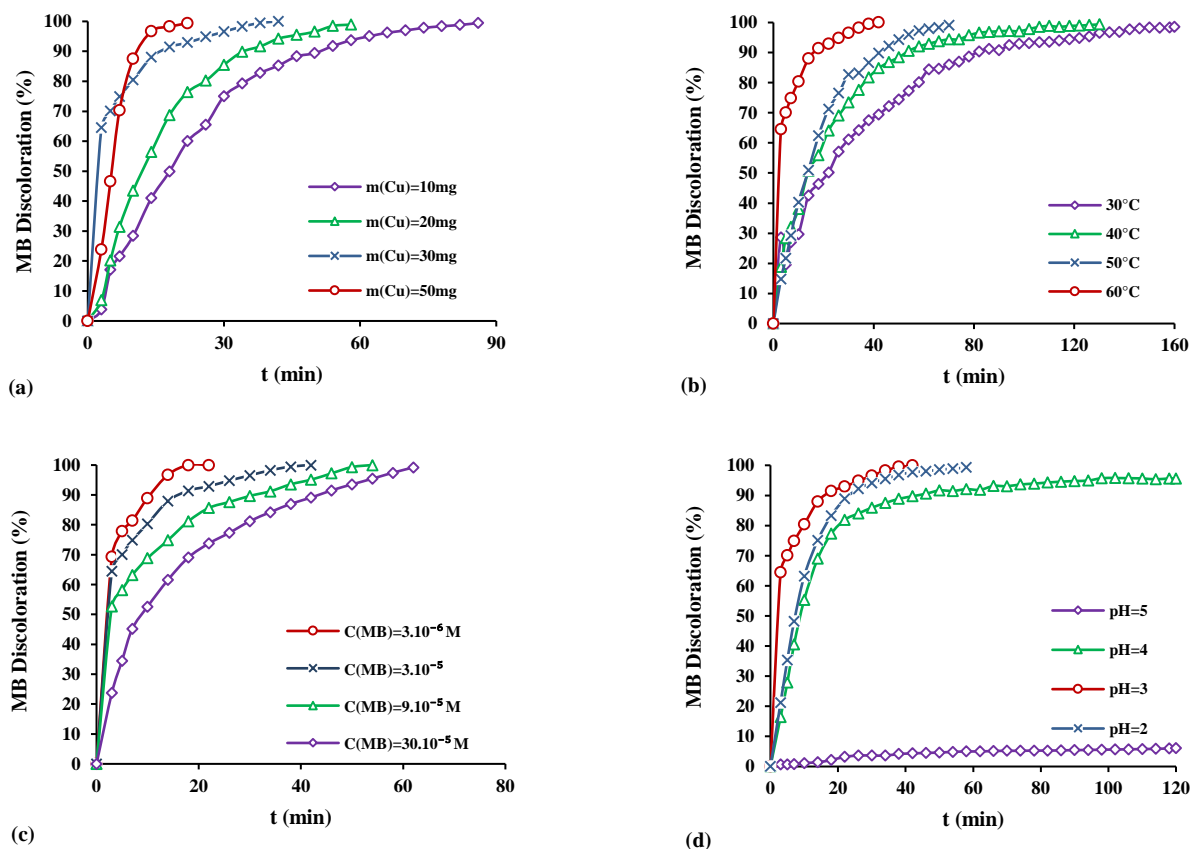 MB Discoloration (%)
100
90
80
70
60
50
40
30
20
10
0
m(Cu)=10mg
m(Cu)=20mg
m(Cu)=30mg
m(Cu)=50mg
0 30 60 90
t (min)
(a)
MB Discoloration (%)
100
90
80
70
60
50
40
30
20
10
0
30°C
40°C
50°C
60°C
0 40 80 120 160
t (min)
(b)
MB Discoloration (%)
100
90
80
70
60
50
40
30
20
10
0
C(MB)=3.10⁻⁶ M
C(MB)=3.10⁻⁵
C(MB)=9.10⁻⁵ M
C(MB)=30.10⁻⁵ M
0 20 40 60 80
t (min)
(c)
MB Discoloration (%)
100
90
80
70
60
50
40
30
20
10
0
pH=5
pH=4
pH=3
pH=2
0 20 40 60 80 100 120
t (min)
(d)